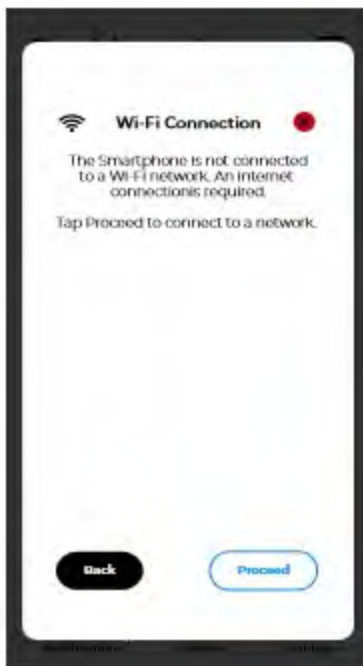 Wi-Fi Connection
The Smartphone is not connected
to a Wi-Fi network. An internet
connectionis required.
Tap Proceed to connect to a network.
Back
Proceed